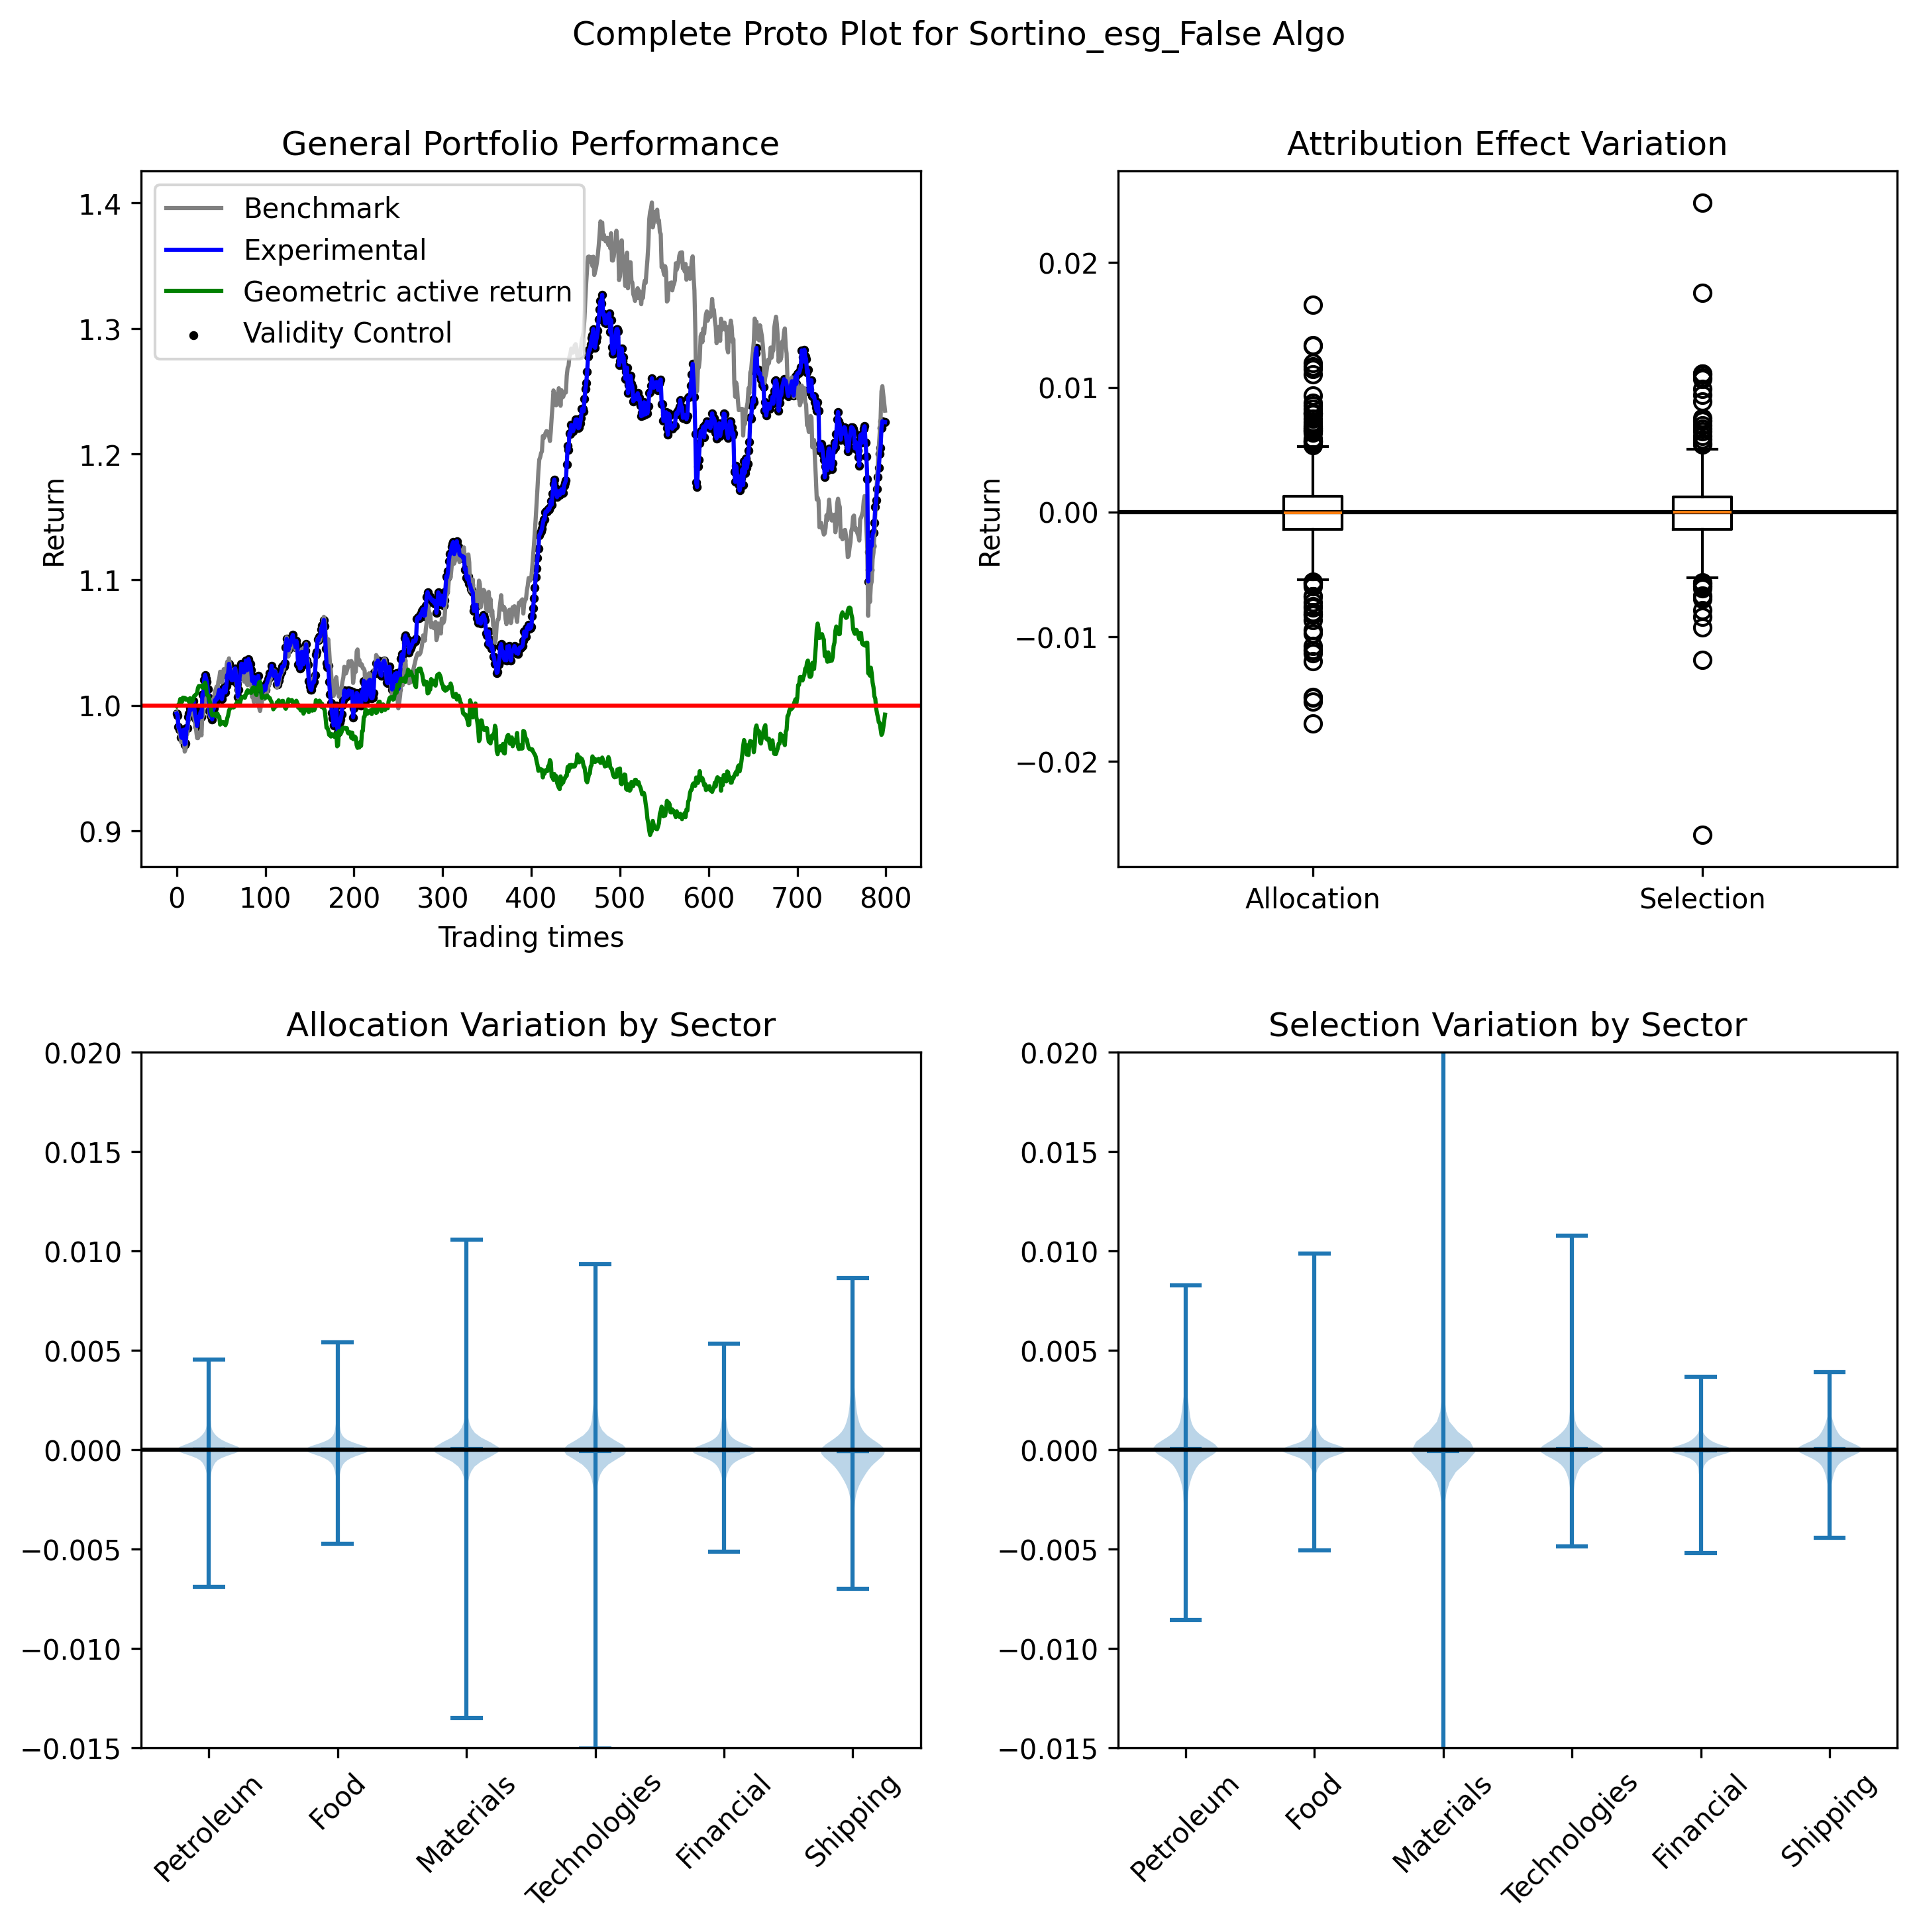 Complete Proto Plot for Sortino_esg_False Algo
General Portfolio Performance
Benchmark
Experimental
Geometric active return
Validity Control
Return
1.4
1.3
1.2
1.1
1.0
0.9
0 100 200 300 400 500 600 700 800
Trading times
Attribution Effect Variation
Return
0.02
0.01
0.00
−0.01
−0.02
Allocation Selection
Allocation Variation by Sector
0.020
0.015
0.010
0.005
0.000
−0.005
−0.010
−0.015
Petroleum Food Materials Technologies Financial Shipping
Selection Variation by Sector
0.020
0.015
0.010
0.005
0.000
−0.005
−0.010
−0.015
Petroleum Food Materials Technologies Financial Shipping